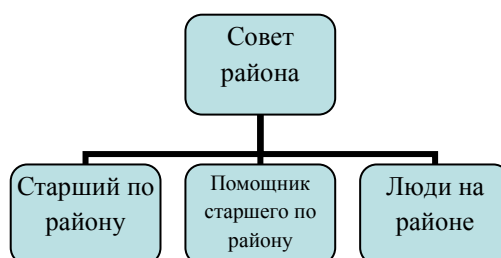 Совет
района
Старший по
району
Помощник
старшего по
району
Люди на
районе